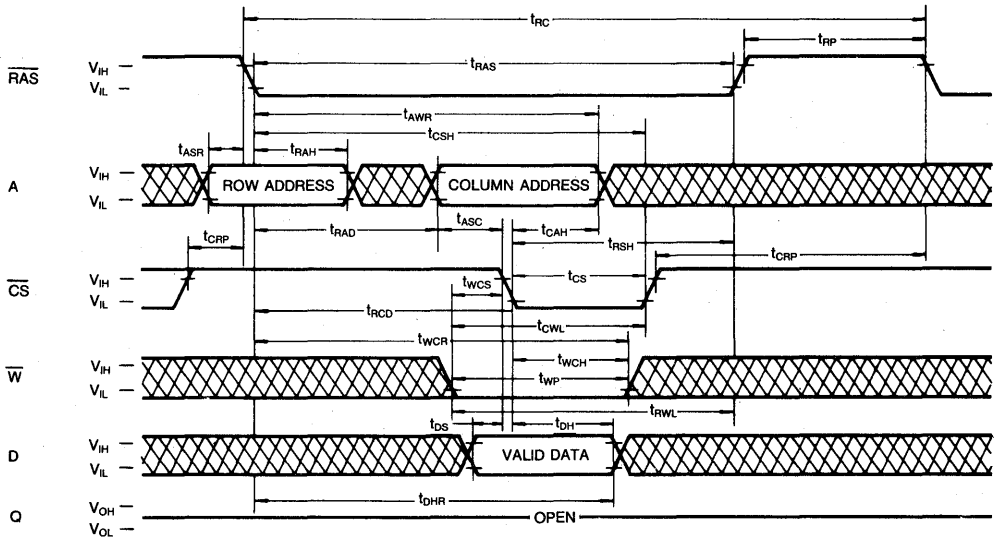 tRC
tRP
RAS
VIH
VIL
tRAS
tAWR
tCSH
tASR
tRAH
A
VIH
VIL
ROW ADDRESS
COLUMN ADDRESS
tRAD
tASC
tCAH
tRSH
tCRP
tCRP
CS
VIH
VIL
tWCS
tCS
tRCD
tCWL
tWCR
tWCH
W
VIH
VIL
tWP
tRWL
tDS
tDH
D
VIH
VIL
VALID DATA
tDHR
Q
VOH
VOL
OPEN